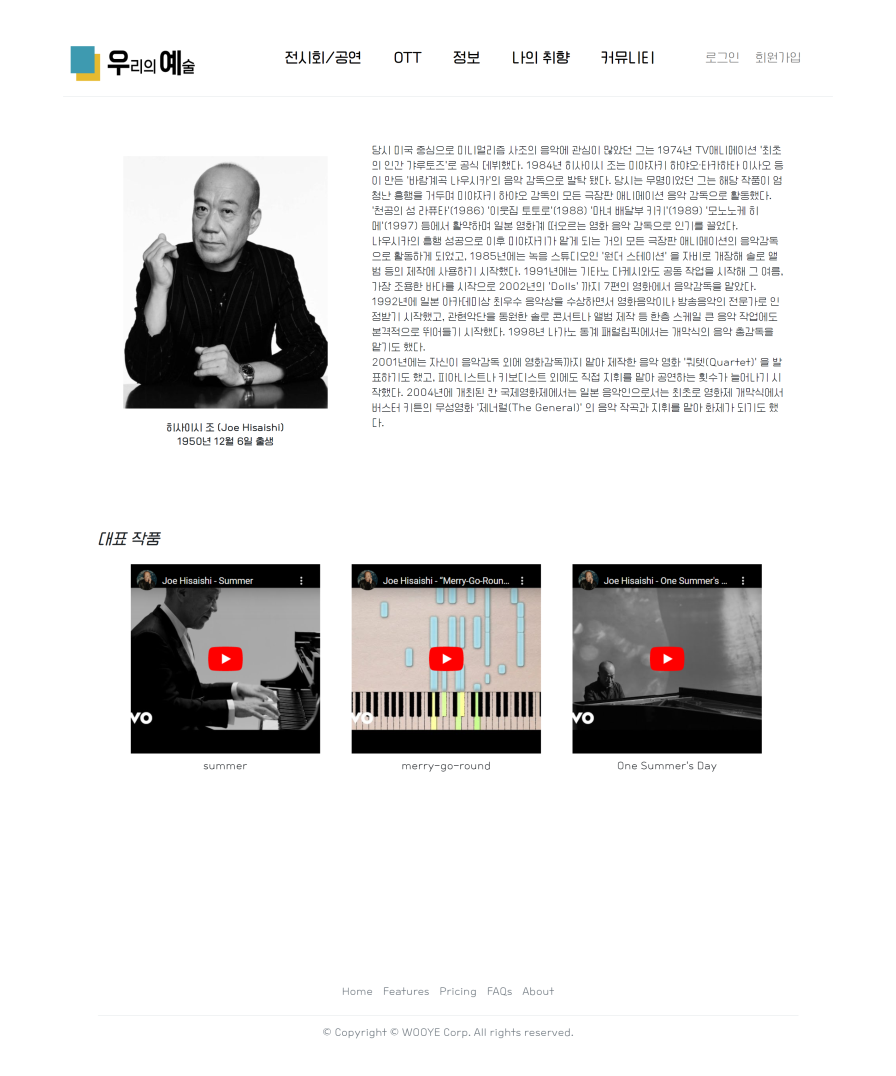 우리의 예술
전시회/공연 OTT 정보 나의 취향 커뮤니티 로그인 회원가입
당시 미국 중심으로 미니멀리즘 사조의 음악에 관심이 많았던 그는 1974년 TV애니메이션 '최초
의 인간 갸루토즈'로 공식 데뷔했다. 1984년 히사이시 조는 미야자키 하야오·타카하타 이사오 등
이 만든 '바람계곡 나우시카'의 음악 감독으로 발탁 됐다. 당시는 무명이었던 그는 해당 작품이 엄
청난 흥행을 거두며 미야자키 하야오 감독의 모든 극장판 애니메이션 음악 감독으로 활동했다.
'천공의 섬 라퓨타'(1986) '이웃집 토토로'(1988) '마녀 배달부 키키'(1989) '모노노케 히
메'(1997) 등에서 활약하며 일본 영화계 떠오르는 영화 음악 감독으로 인기를 끌었다.
나우시카의 흥행 성공으로 이후 미야자키가 맡게 되는 거의 모든 극장판 애니메이션의 음악감독
으로 활동하게 되었고, 1985년에는 녹음 스튜디오인 '원더 스테이션' 을 자비로 개장해 솔로 앨
범 등의 제작에 사용하기 시작했다. 1991년에는 기타노 다케시와도 공동 작업을 시작해 그 여름,
가장 조용한 바다를 시작으로 2002년의 'Dolls' 까지 7편의 영화에서 음악감독을 맡았다.
1992년에 일본 아카데미상 최우수 음악상을 수상하면서 영화음악이나 방송음악의 전문가로 인
정받기 시작했고, 관현악단을 동원한 솔로 콘서트나 앨범 제작 등 한층 스케일 큰 음악 작업에도
본격적으로 뛰어들기 시작했다. 1998년 나가노 동계 패럴림픽에서는 개막식의 음악 총감독을
맡기도 했다.
2001년에는 자신이 음악감독 외에 영화감독까지 맡아 제작한 음악 영화 '쿼텟(Quartet)' 을 발
표하기도 했고, 피아니스트나 키보디스트 외에도 직접 지휘를 맡아 공연하는 횟수가 늘어나기 시
작했다. 2004년에 개최된 칸 국제영화제에서는 일본 음악인으로서는 최초로 영화제 개막식에서
버스터 키튼의 무성영화 '제너럴(The General)' 의 음악 작곡과 지휘를 맡아 화제가 되기도 했
다.
히사이시 조 (Joe Hisaishi)
1950년 12월 6일 출생
대표 작품
Joe Hisaishi - Summer
Joe Hisaishi - "Merry-Go-Roun...
Joe Hisaishi - One Summer's ...
VO
VO
VO
summer
merry-go-round
One Summer's Day
Home Features Pricing FAQs About
© Copyright © WOOYE Corp. All rights reserved.